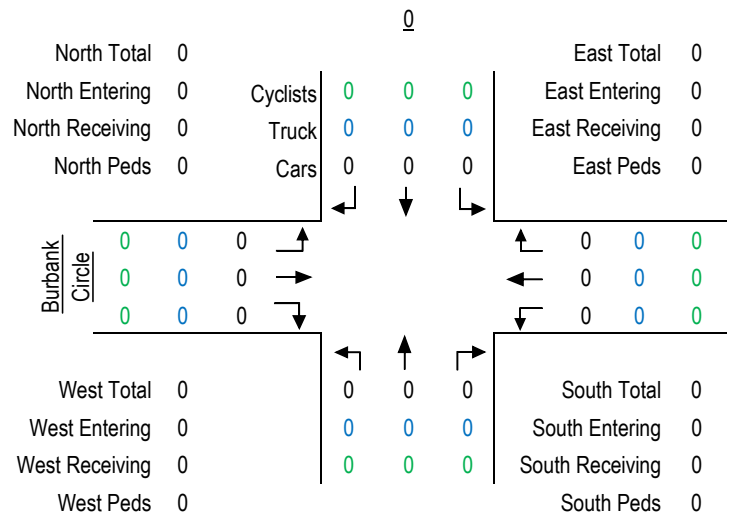 0
North Total 0 East Total 0
North Entering 0 Cyclists 0 0 0 East Entering 0
North Receiving 0 Truck 0 0 0 East Receiving 0
North Peds 0 Cars 0 0 0 East Peds 0
Burbank
Circle
0 0 0 0 0 0
0 0 0 0 0 0
0 0 0 0 0 0
West Total 0 0 0 0 South Total 0
West Entering 0 0 0 0 South Entering 0
West Receiving 0 0 0 0 South Receiving 0
West Peds 0 South Peds 0